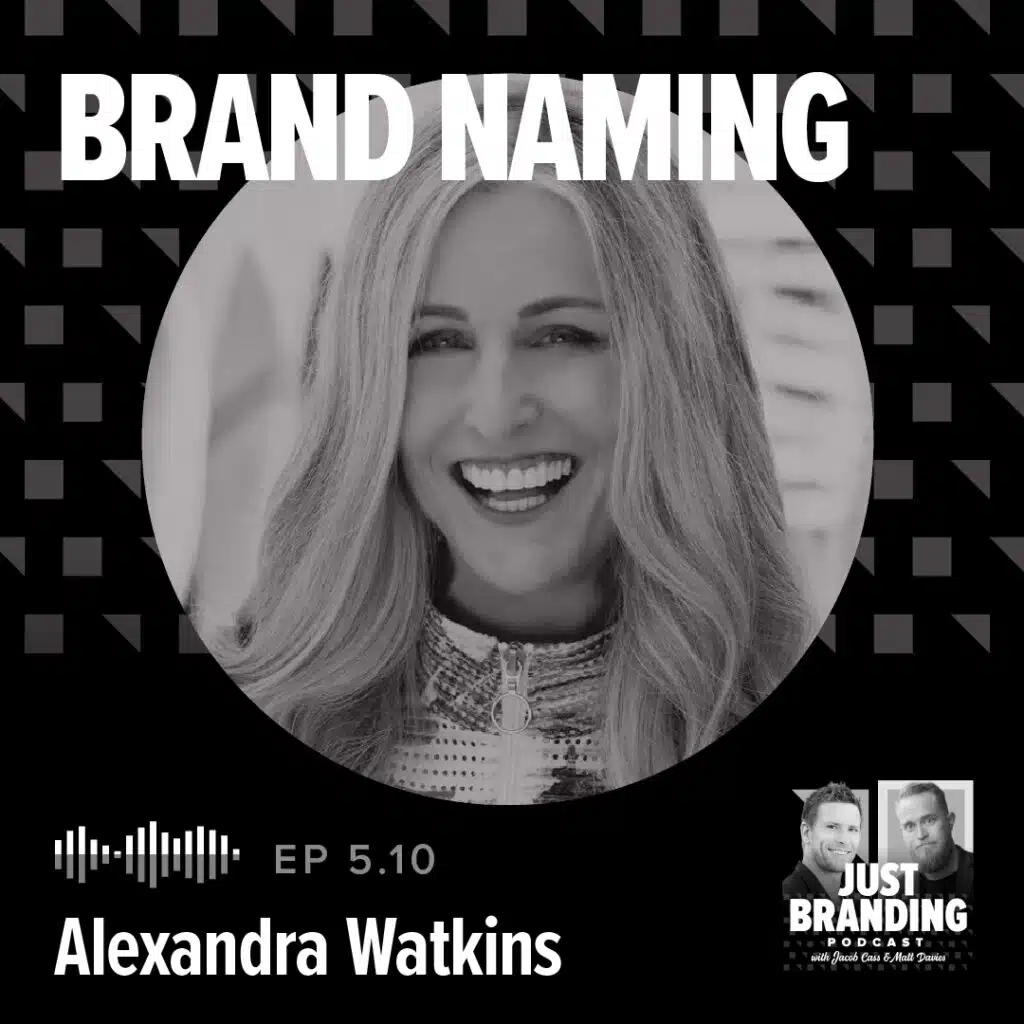 BRAND NAMING
EP 5.10
Alexandra Watkins
JUST
BRANDING
PODCAST
with Jacob Cass & Matt Davies